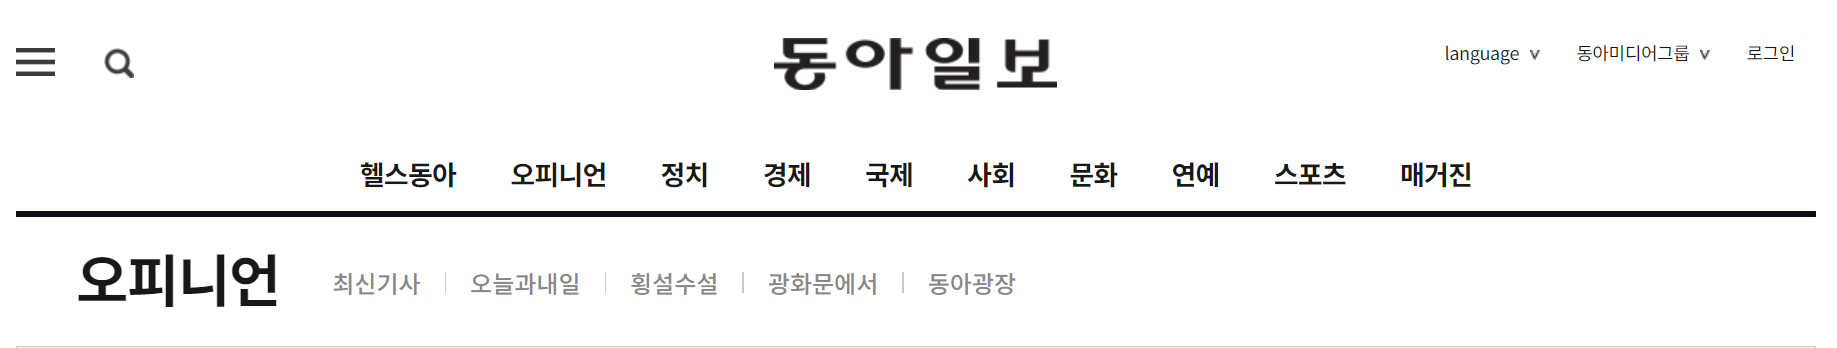 동아일보
language 동아미디어그룹 로그인
헬스동아 오피니언 정치 경제 국제 사회 문화 연예 스포츠 매거진
오피니언 최신기사 오늘과내일 횡설수설 광화문에서 동아광장